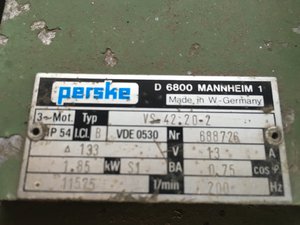 perske D 6800 MANNHEIM 1
Made in W.-Germany
3~Mot. Typ VS 42.20-2
IP 54 I.CL B VDE 0530 Nr 688726
△ 133 V 13 A
1.85 kW S1 BA 0.75 cos φ
11525 1/min 200 Hz